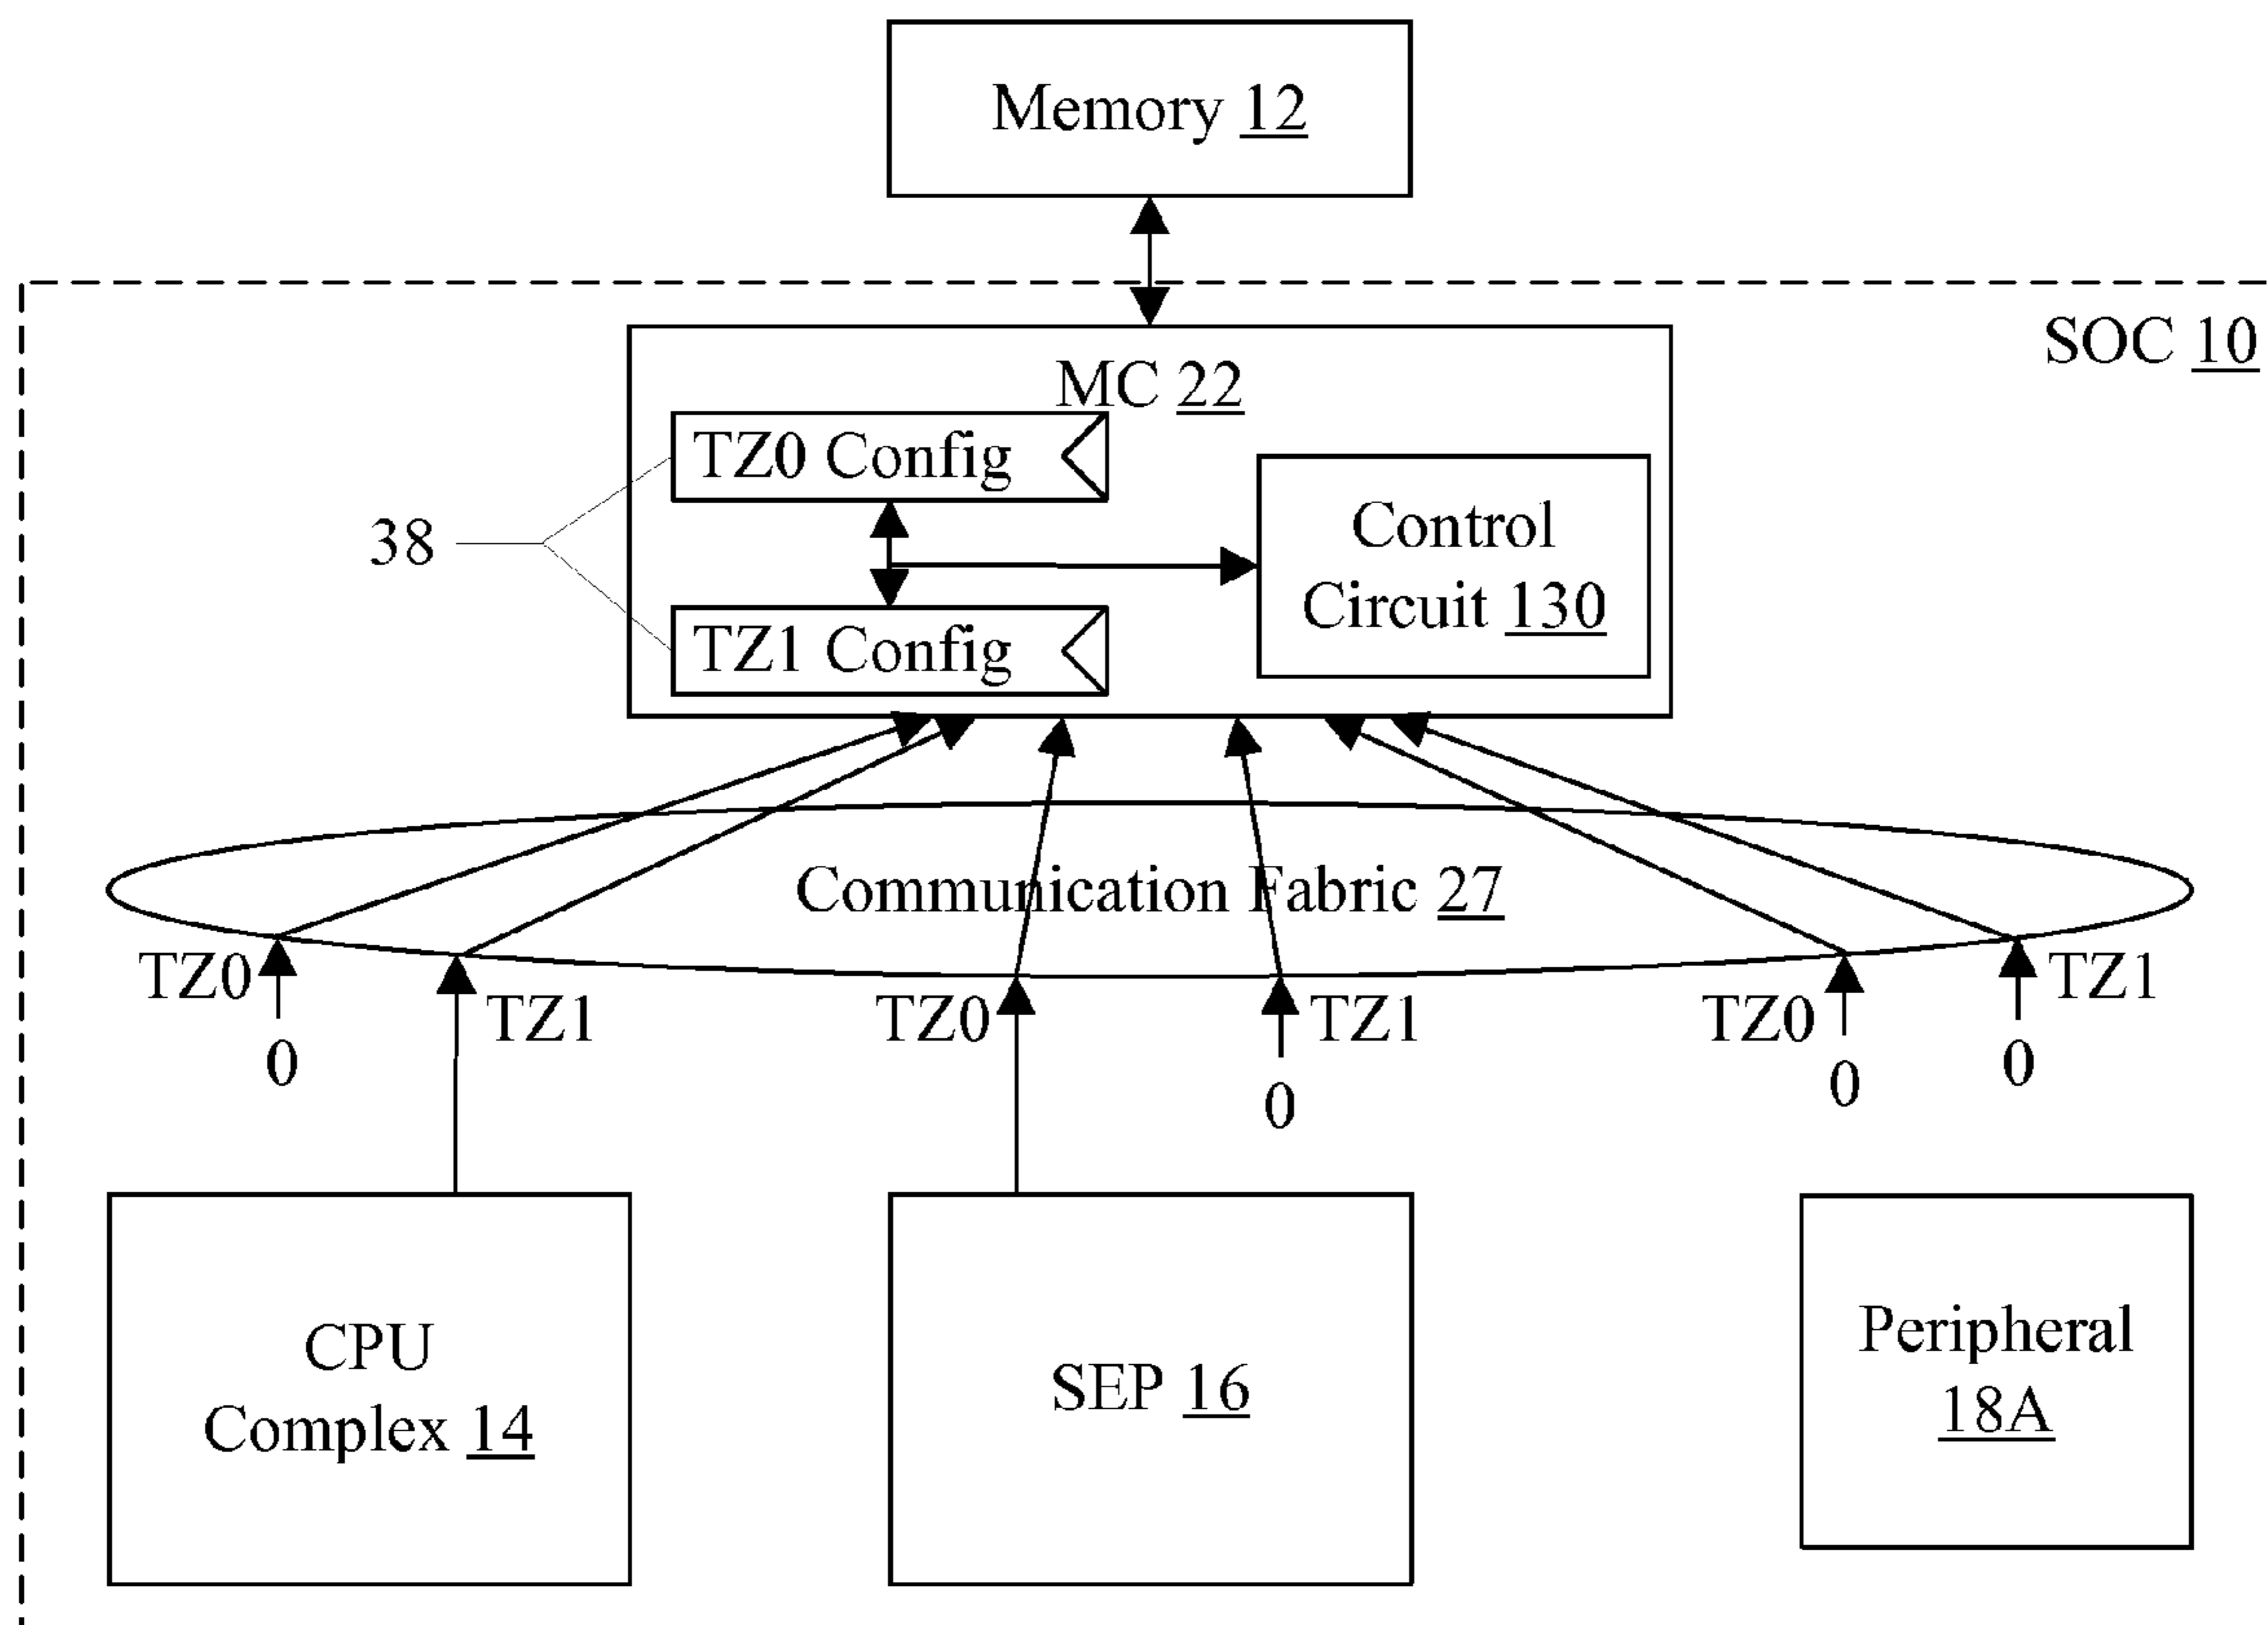 Memory 12
SOC 10
MC 22
TZ0 Config
38
Control
Circuit 130
TZ1 Config
Communication Fabric 27
TZ0
TZ1
TZ0
TZ1
TZ0
TZ1
0
0
0
0
CPU
Complex 14
SEP 16
Peripheral
18A